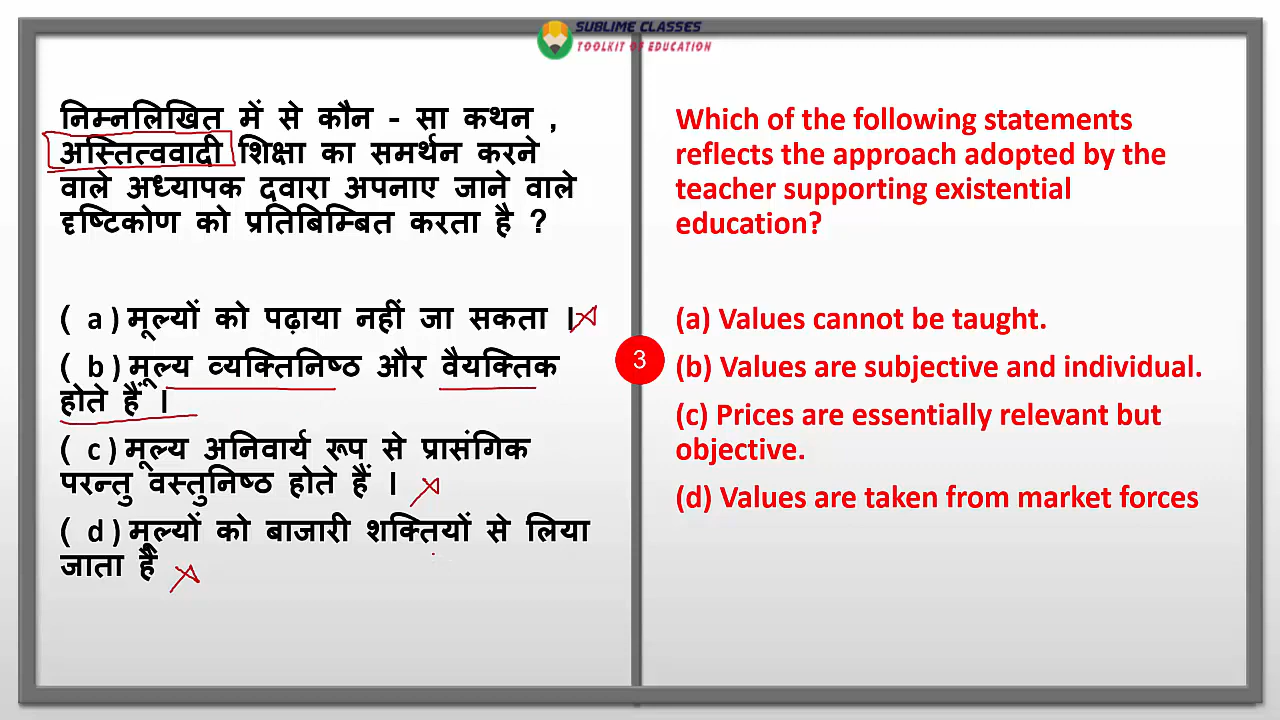 SUBLIME CLASSES
TOOLKIT OF EDUCATION
निम्नलिखित में से कौन - सा कथन ,
अस्तित्ववादी शिक्षा का समर्थन करने
वाले अध्यापक दवारा अपनाए जाने वाले
दृष्टिकोण को प्रतिबिम्बित करता है ?
( a ) मूल्यों को पढ़ाया नहीं जा सकता ।
( b ) मूल्य व्यक्तिनिष्ठ और वैयक्तिक
होते हैं ।
( c ) मूल्य अनिवार्य रूप से प्रासंगिक
परन्तु वस्तुनिष्ठ होते हैं ।
( d ) मूल्यों को बाजारी शक्तियों से लिया
जाता है
3
Which of the following statements
reflects the approach adopted by the
teacher supporting existential
education?
(a) Values cannot be taught.
(b) Values are subjective and individual.
(c) Prices are essentially relevant but
objective.
(d) Values are taken from market forces